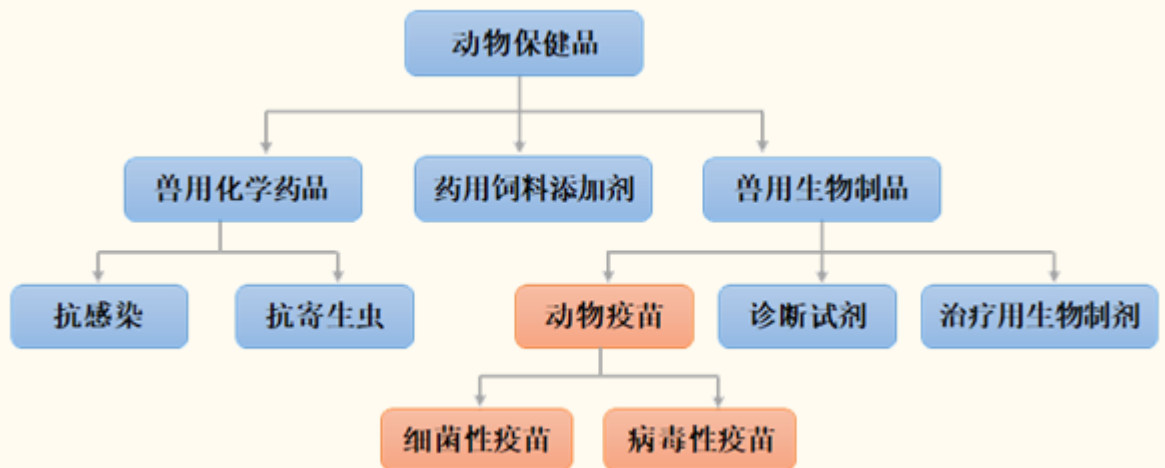 动物保健品
兽用化学药品
药用饲料添加剂
兽用生物制品
抗感染
抗寄生虫
动物疫苗
诊断试剂
治疗用生物制剂
细菌性疫苗
病毒性疫苗